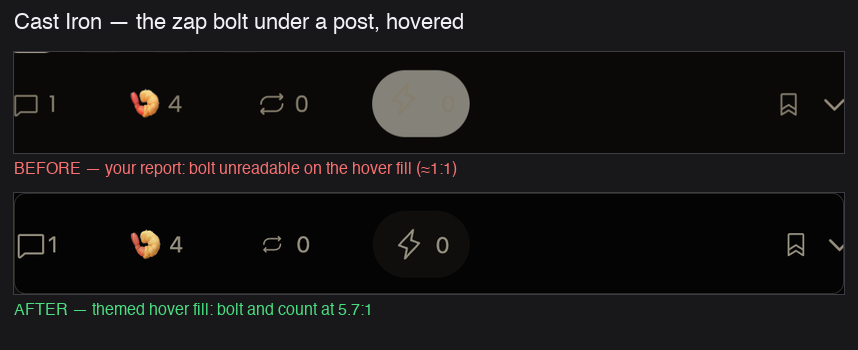 Cast Iron — the zap bolt under a post, hovered
1 4 0 0
BEFORE — your report: bolt unreadable on the hover fill (≈1:1)
1 4 0 0
AFTER — themed hover fill: bolt and count at 5.7:1